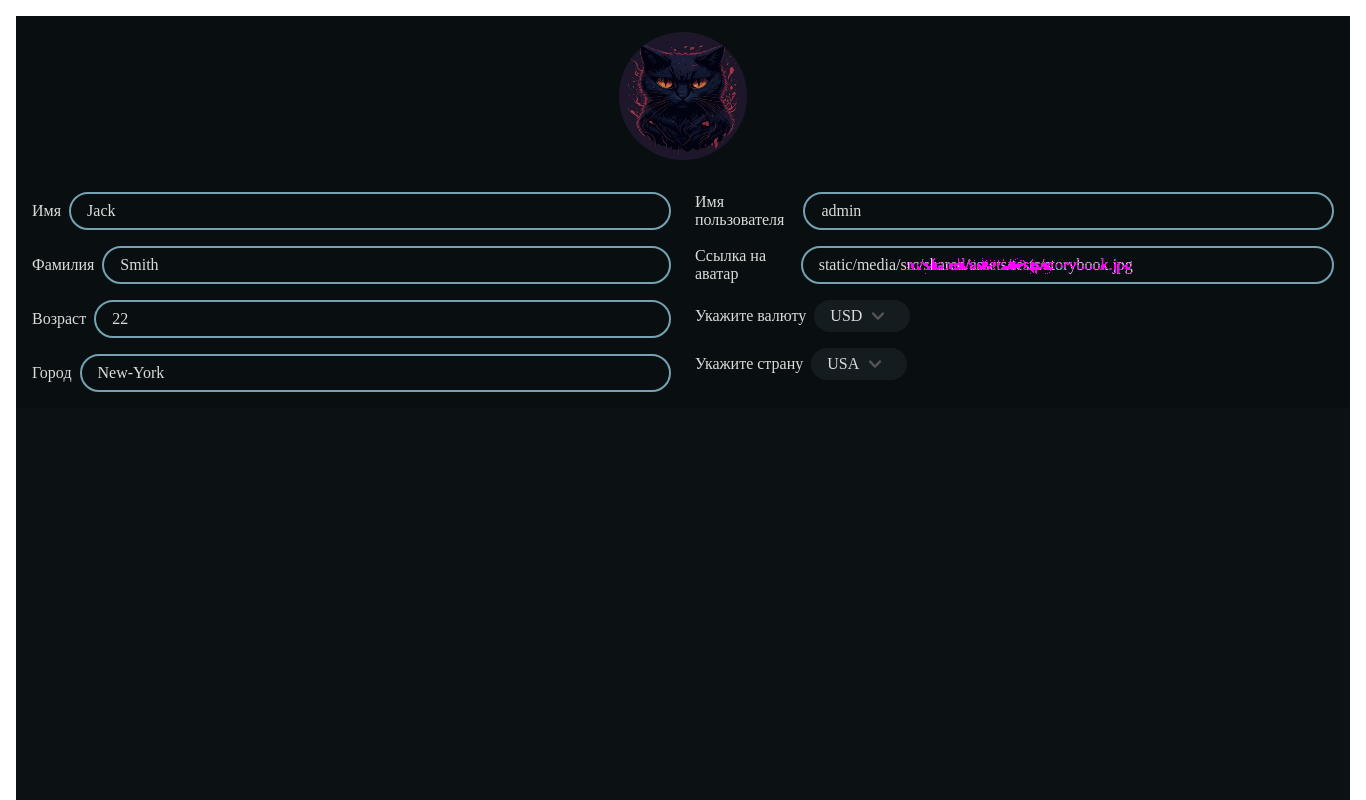 Имя
Jack
Фамилия
Smith
Возраст
22
Город
New-York
Имя
пользователя
admin
Ссылка на
аватар
static/media/src/shared/assets/tests/storybook.jpg
Укажите валюту
USD
Укажите страну
USA